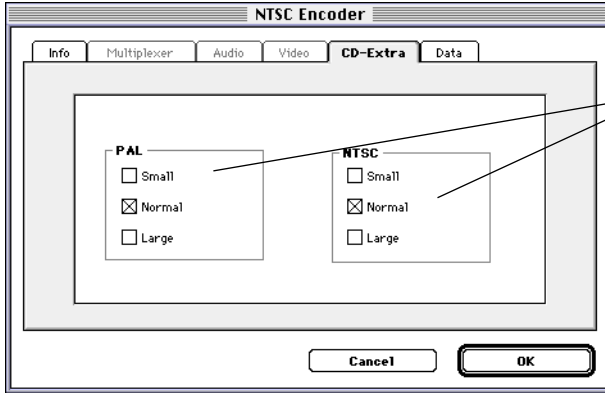 NTSC Encoder
Info Multiplexer Audio Video CD-Extra Data
PAL
Small
Normal
Large
NTSC
Small
Normal
Large
Cancel OK